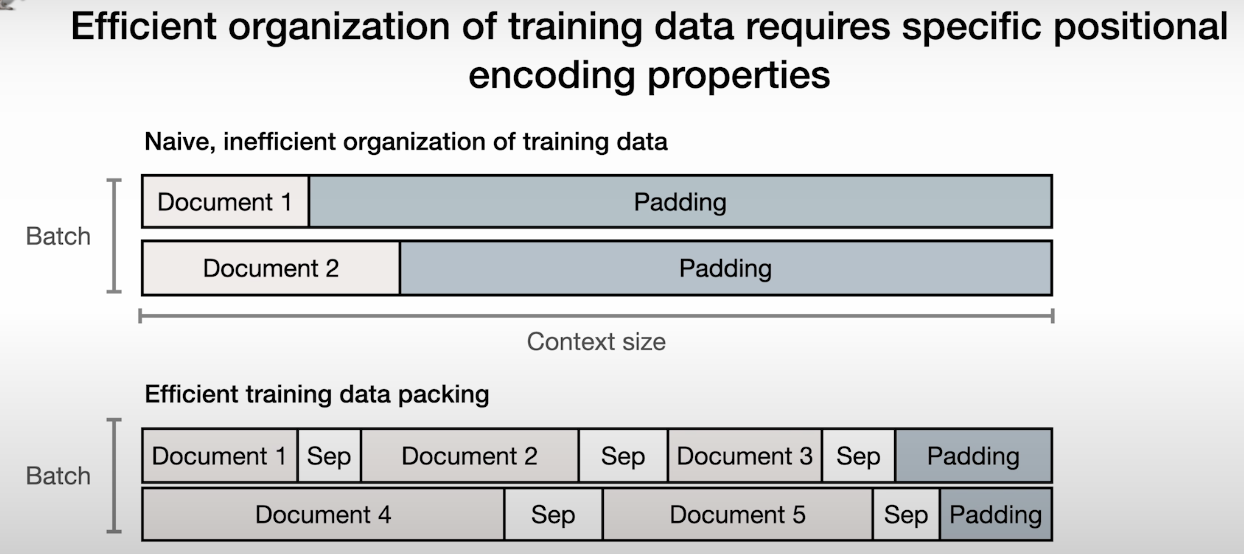 Efficient organization of training data requires specific positional
encoding properties
Naive, inefficient organization of training data
Batch
Document 1 Padding
Document 2 Padding
Context size
Efficient training data packing
Batch
Document 1 Sep Document 2 Sep Document 3 Sep Padding
Document 4 Sep Document 5 Sep Padding